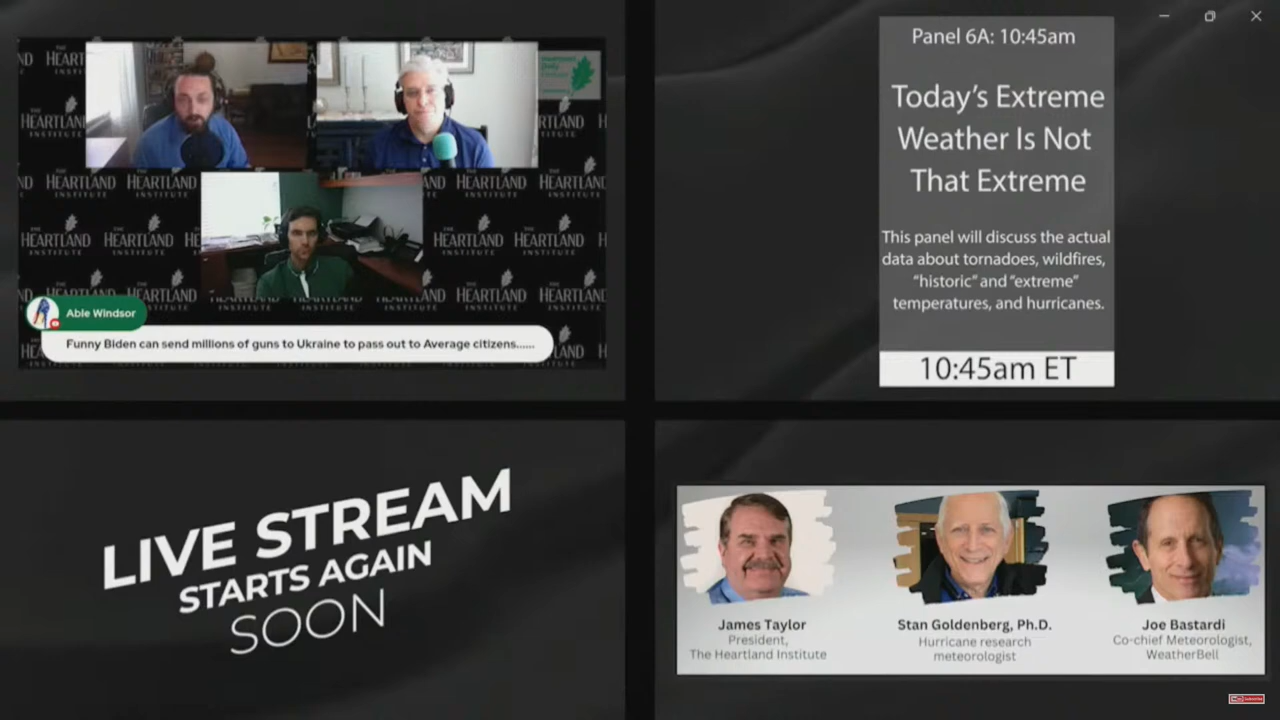 THE
HEARTLAND
INSTITUTE
Able Windsor
Funny Biden can send millions of guns to Ukraine to pass out to Average citizens......
Panel 6A: 10:45am
Today's Extreme
Weather Is Not
That Extreme
This panel will discuss the actual
data about tornadoes, wildfires,
“historic” and “extreme”
temperatures, and hurricanes.
10:45am ET
LIVE STREAM
STARTS AGAIN
SOON
James Taylor
President,
The Heartland Institute
Stan Goldenberg, Ph.D.
Hurricane research
meteorologist
Joe Bastardi
Co-chief Meteorologist,
WeatherBell